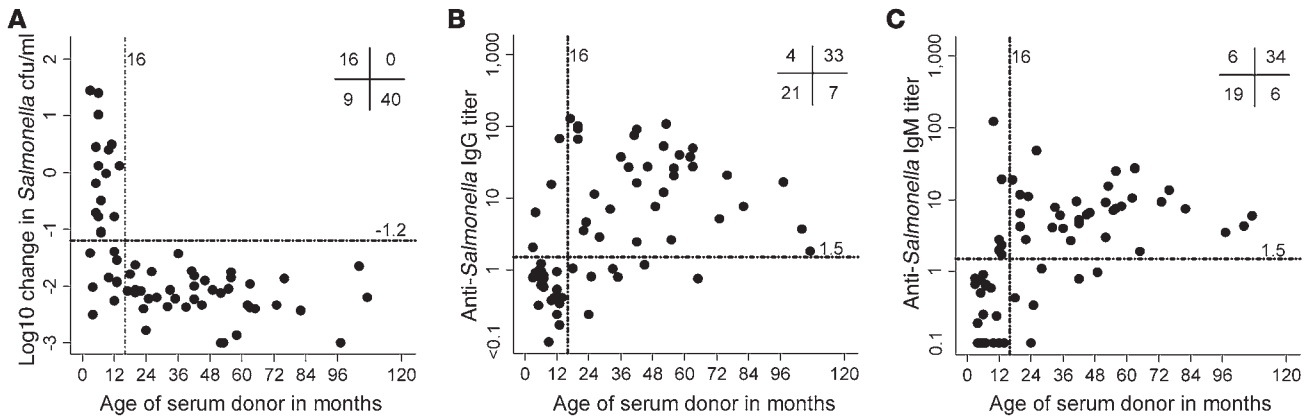 A
Log10 change in Salmonella cfu/ml
2
1
0
-1
-2
-3
16
16 0
9 40
-1.2
0 12 24 36 48 60 72 84 96 120
Age of serum donor in months
B
Anti-Salmonella IgG titer
1,000
100
10
1
<0.1
16
4 33
21 7
1.5
0 12 24 36 48 60 72 84 96 120
Age of serum donor in months
C
Anti-Salmonella IgM titer
1,000
100
10
1
0.1
16
6 34
19 6
1.5
0 12 24 36 48 60 72 84 96 120
Age of serum donor in months